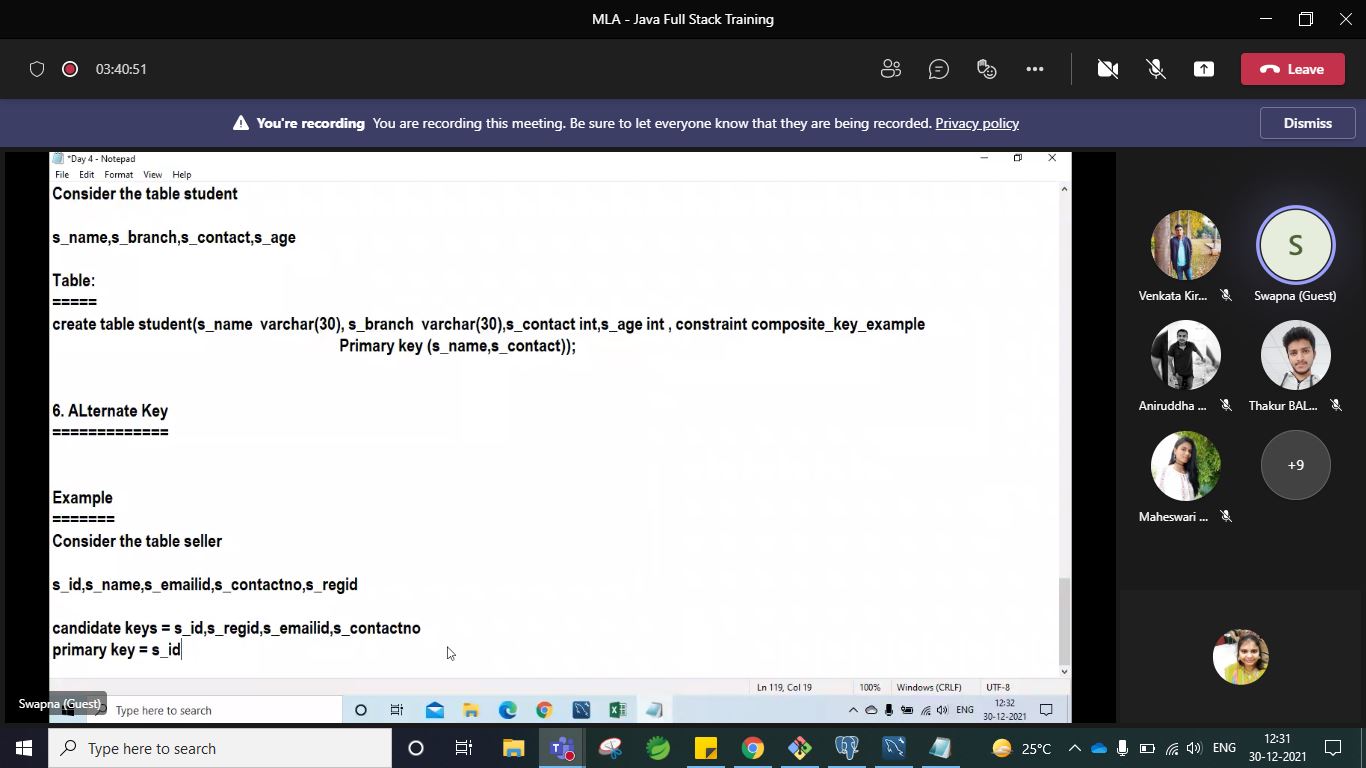 MLA - Java Full Stack Training
03:40:51
Leave
You're recording You are recording this meeting. Be sure to let everyone know that they are being recorded. Privacy policy
Dismiss
*Day 4 - Notepad
File Edit Format View Help
Consider the table student
s_name,s_branch,s_contact,s_age
Table:
=====
create table student(s_name varchar(30), s_branch varchar(30),s_contact int,s_age int , constraint composite_key_example
Primary key (s_name,s_contact));
6. ALternate Key
=============
Example
=======
Consider the table seller
s_id,s_name,s_emailid,s_contactno,s_regid
candidate keys = s_id,s_regid,s_emailid,s_contactno
primary key = s_id
Ln 119, Col 19 100% Windows (CRLF) UTF-8
Swapna (Guest)
Type here to search
ENG
12:32
30-12-2021
S
Venkata Kir...
Swapna (Guest)
Aniruddha ...
Thakur BAL...
Maheswari ...
+9
Type here to search
25°C
ENG
12:31
30-12-2021